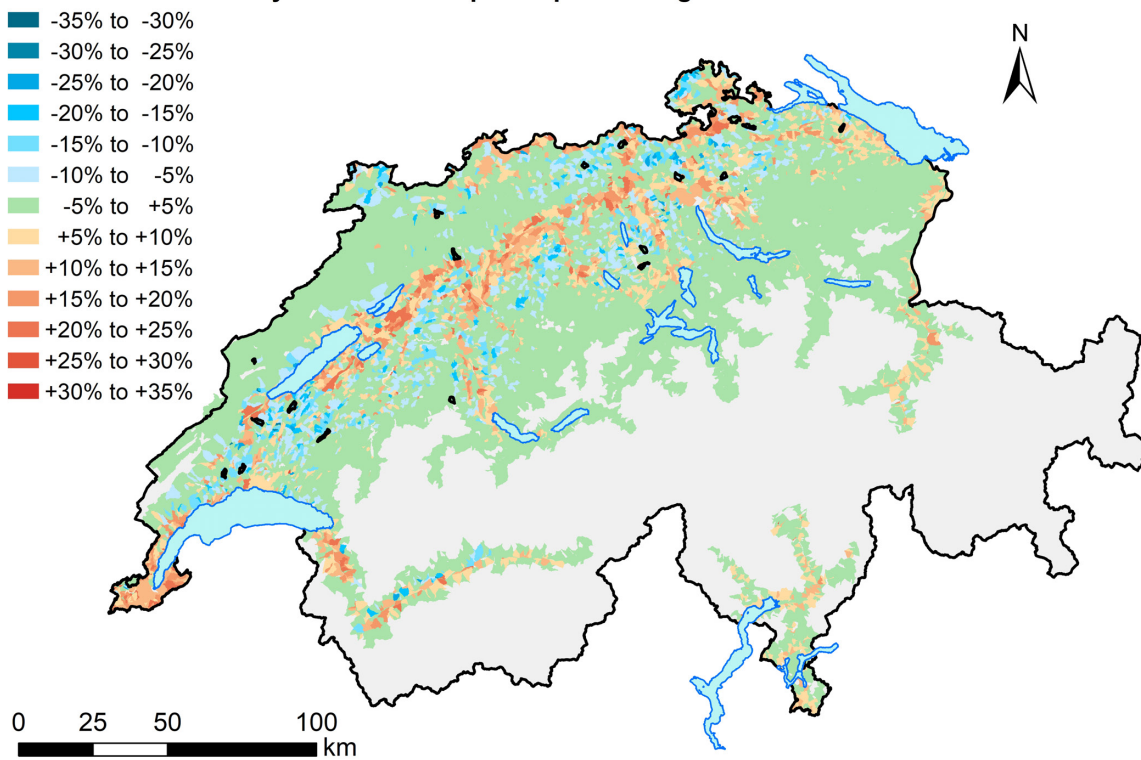 -35% to -30%
-30% to -25%
-25% to -20%
-20% to -15%
-15% to -10%
-10% to -5%
-5% to +5%
+5% to +10%
+10% to +15%
+15% to +20%
+20% to +25%
+25% to +30%
+30% to +35%
N
0 25 50 100
km